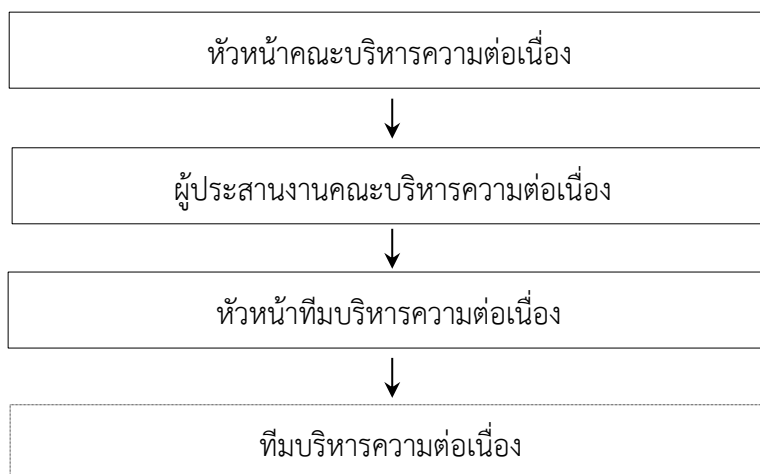 หัวหน้าคณะบริหารความต่อเนื่อง
ผู้ประสานงานคณะบริหารความต่อเนื่อง
หัวหน้าทีมบริหารความต่อเนื่อง
ทีมบริหารความต่อเนื่อง